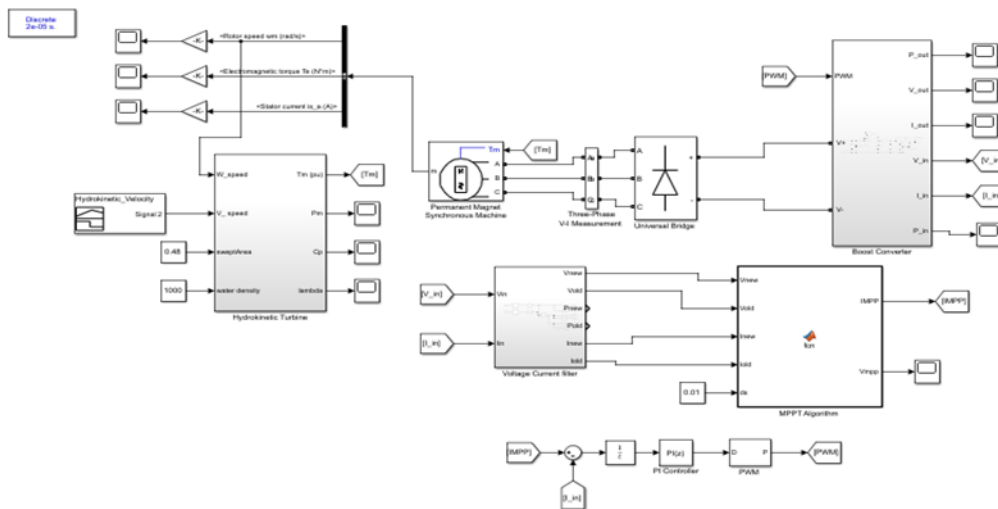 Discrete
2e-05 s.
<Rotor speed wm (rad/s)>
-K-
<Electromagnetic torque Te (N*m)>
-K-
<Stator current is_a (A)>
-K-
Hydrokinetic_Velocity
Signal 2
0.48
1000
W_speed
V_ speed
sweptArea
water density
Tm (pu)
Pm
Cp
lambda
Hydrokinetic Turbine
[Tm]
m
Tm
A
B
C
Permanent Magnet
Synchronous Machine
[Tm]
Three-Phase
V-I Measurement
A
B
C
+
-
Universal Bridge
[PWM]
PWM
V+
V-
P_out
V_out
I_out
V_in
I_in
P_in
Boost Converter
[V_in]
[I_in]
Vin
Iin
Vnew
Vold
Pnew
Pold
Inew
Iold
Voltage Current filter
0.01
Vnew
Vold
Inew
Iold
fcn
IMPP
Vmpp
MPPT Algorithm
[IMPP]
[IMPP]
[I_in]
1
z
PI(z)
PI Controller
D
P
PWM
[PWM]